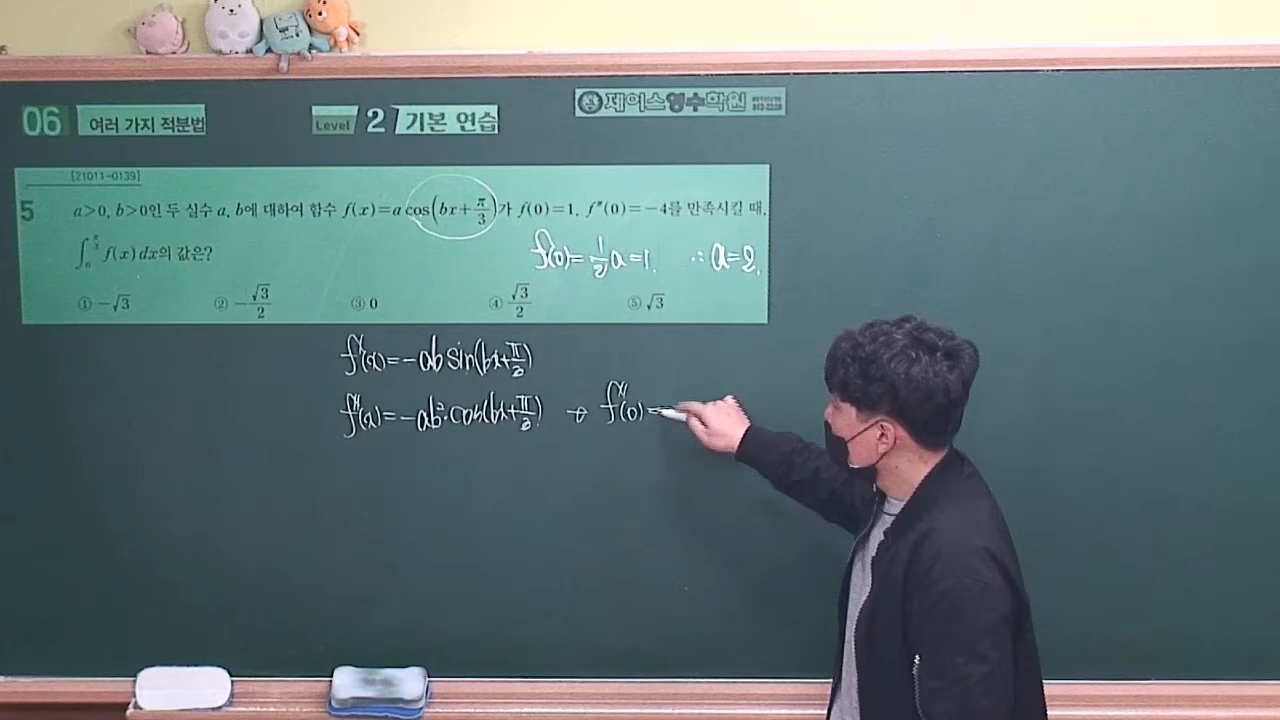 06 여러 가지 적분법 Level 2 기본 연습 제이스영수학원
[21011-0139]
5 a>0, b>0인 두 실수 a, b에 대하여 함수 f(x)=a cos(bx+π/3)가 f(0)=1, f″(0)=-4를 만족시킬 때,
∫₀^(π/3) f(x)dx의 값은?
f(0)=1/2 a=1. ∴ a=2.
① -√3 ② -√3/2 ③ 0 ④ √3/2 ⑤ √3
f′(x)=-ab sin(bx+π/3)
f″(x)=-ab²·cos(bx+π/3) → f″(0)=